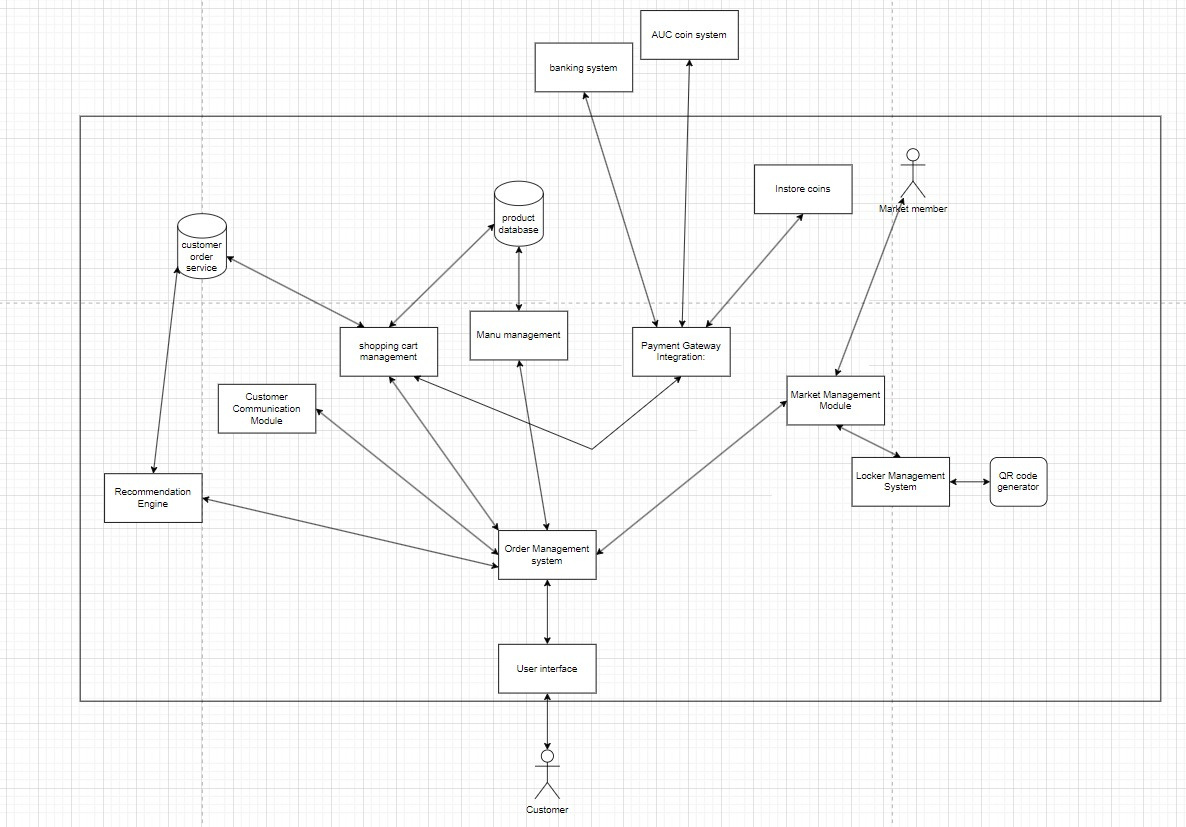 AUC coin system
banking system
Instore coins
Market member
product
database
customer
order
service
Manu management
shopping cart
management
Payment Gateway
Integration:
Customer
Communication
Module
Market Management
Module
Recommendation
Engine
Locker Management
System
QR code
generator
Order Management
system
User interface
Customer